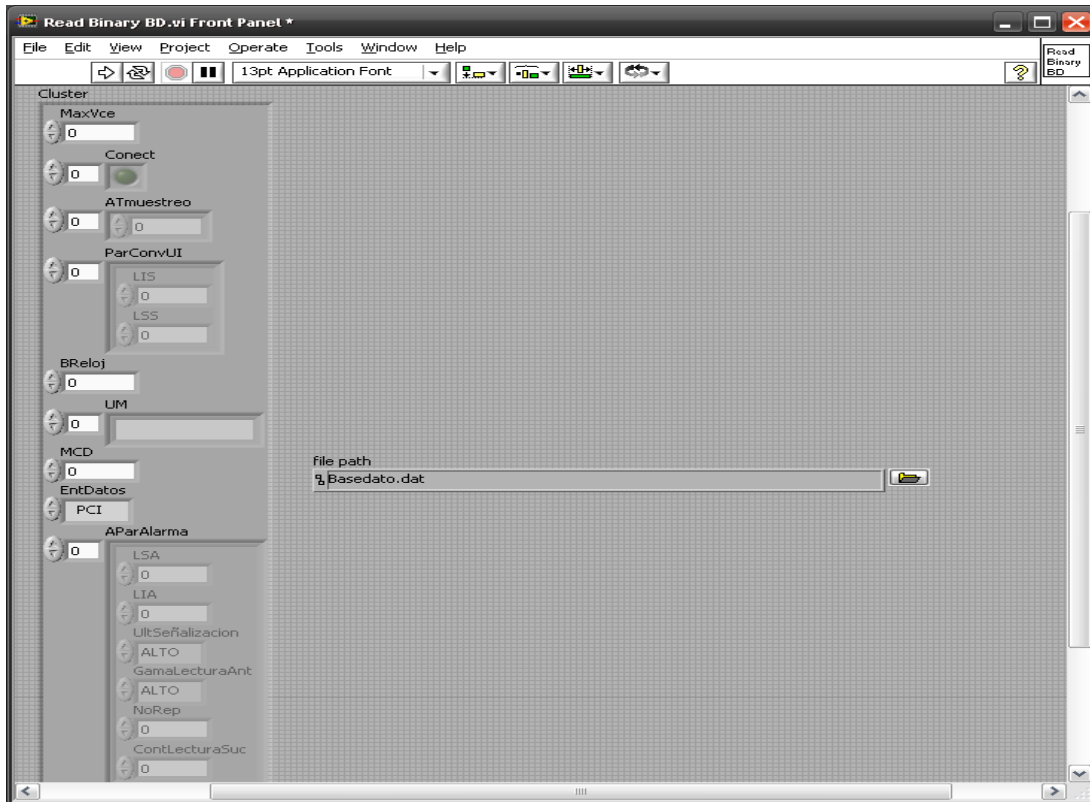 Read Binary BD.vi Front Panel *
File Edit View Project Operate Tools Window Help
13pt Application Font
?
Read
Binary
BD
Cluster
MaxVce
0
Conect
0
ATmuestreo
0
0
ParConvUI
0
LIS
0
LSS
0
BReloj
0
UM
0
MCD
0
EntDatos
PCI
file path
Basedato.dat
AParAlarma
0
LSA
0
LIA
0
UltSeñalizacion
ALTO
GamaLecturaAnt
ALTO
NoRep
0
ContLecturaSuc
0